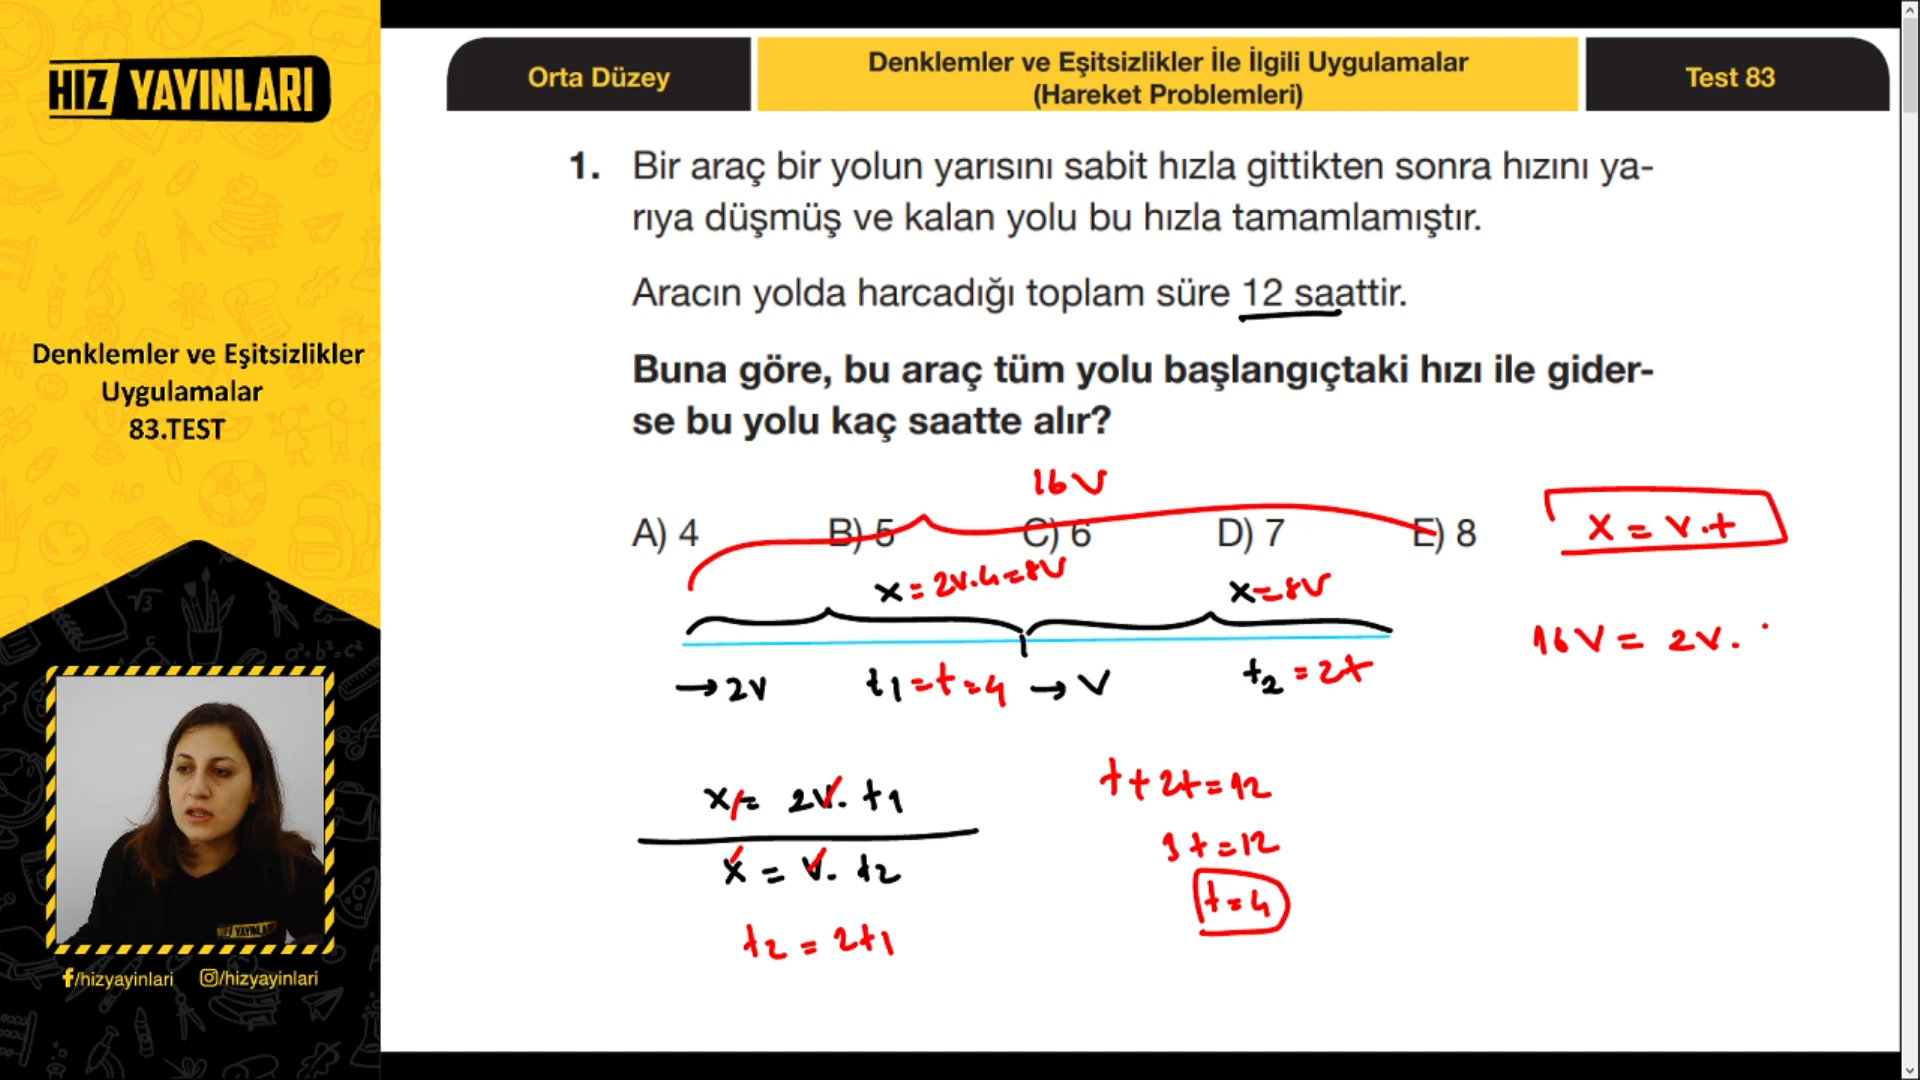 HIZ YAYINLARI
Denklemler ve Eşitsizlikler
Uygulamalar
83.TEST
/hizyayinlari /hizyayinlari
Orta Düzey
Denklemler ve Eşitsizlikler İle İlgili Uygulamalar
(Hareket Problemleri)
Test 83
1. Bir araç bir yolun yarısını sabit hızla gittikten sonra hızını ya-
rıya düşmüş ve kalan yolu bu hızla tamamlamıştır.
Aracın yolda harcadığı toplam süre 12 saattir.
Buna göre, bu araç tüm yolu başlangıçtaki hızı ile gider-
se bu yolu kaç saatte alır?
16V
A) 4 B) 5 C) 6 D) 7 E) 8
x = v.t
x = 2v.4=8v x=8v
16V = 2v.
→2v t1=t=4 →v t2=2t
x = 2v. t1
x = v. t2
t2 = 2t1
t+2t=12
3t=12
t=4